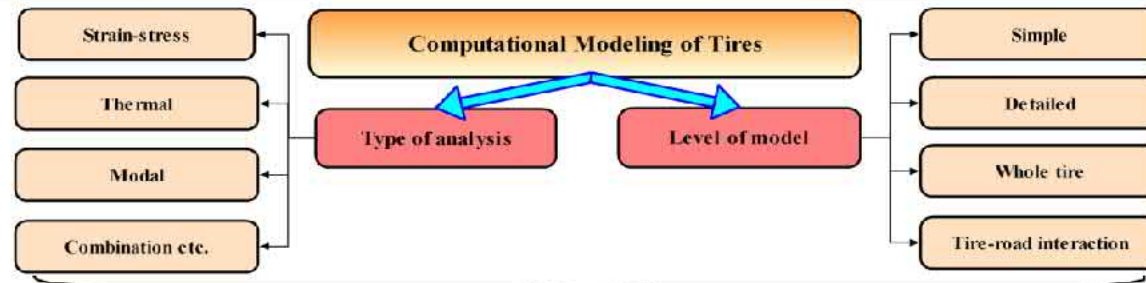 Computational Modeling of Tires
Type of analysis
Level of model
Strain-stress
Thermal
Modal
Combination etc.
Simple
Detailed
Whole tire
Tire-road interaction